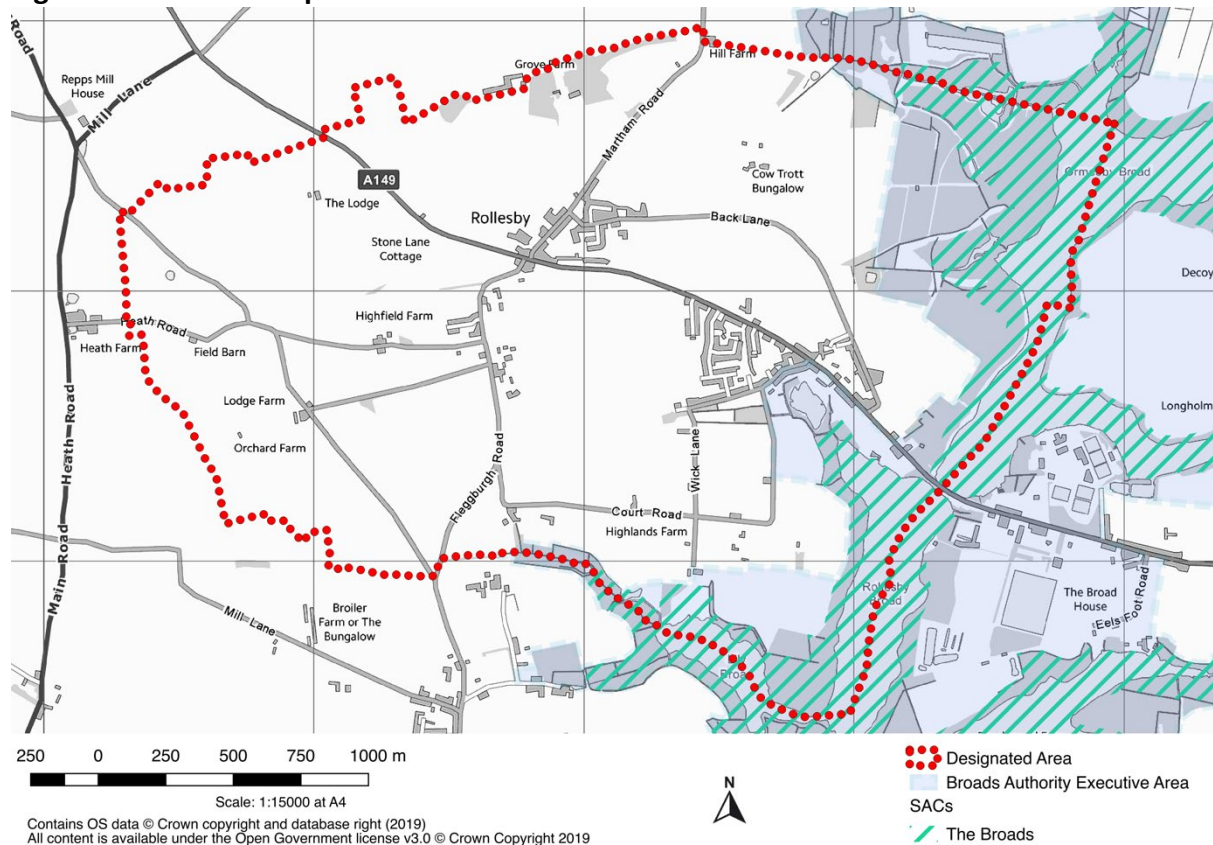 Road
Repps Mill
House
Mill Lane
Grove Farm
Hill Farm
Martham Road
A149
The Lodge
Rollesby
Cow Trott
Bungalow
Back Lane
Ormesby Broad
Stone Lane
Cottage
Decoy
Highfield Farm
Heath Road
Heath Farm
Field Barn
Longholm
Lodge Farm
Orchard Farm
Main Road
Heath Road
Fleggburgh Road
Wick Lane
Court Road
Highlands Farm
Rollesby
Broad
The Broad
House
Eels Foot Road
Broiler
Farm or The
Bungalow
Mill Lane
Broad
250 0 250 500 750 1000 m
Scale: 1:15000 at A4
N
Contains OS data © Crown copyright and database right (2019)
All content is available under the Open Government license v3.0 © Crown Copyright 2019
Designated Area
Broads Authority Executive Area
SACs
The Broads